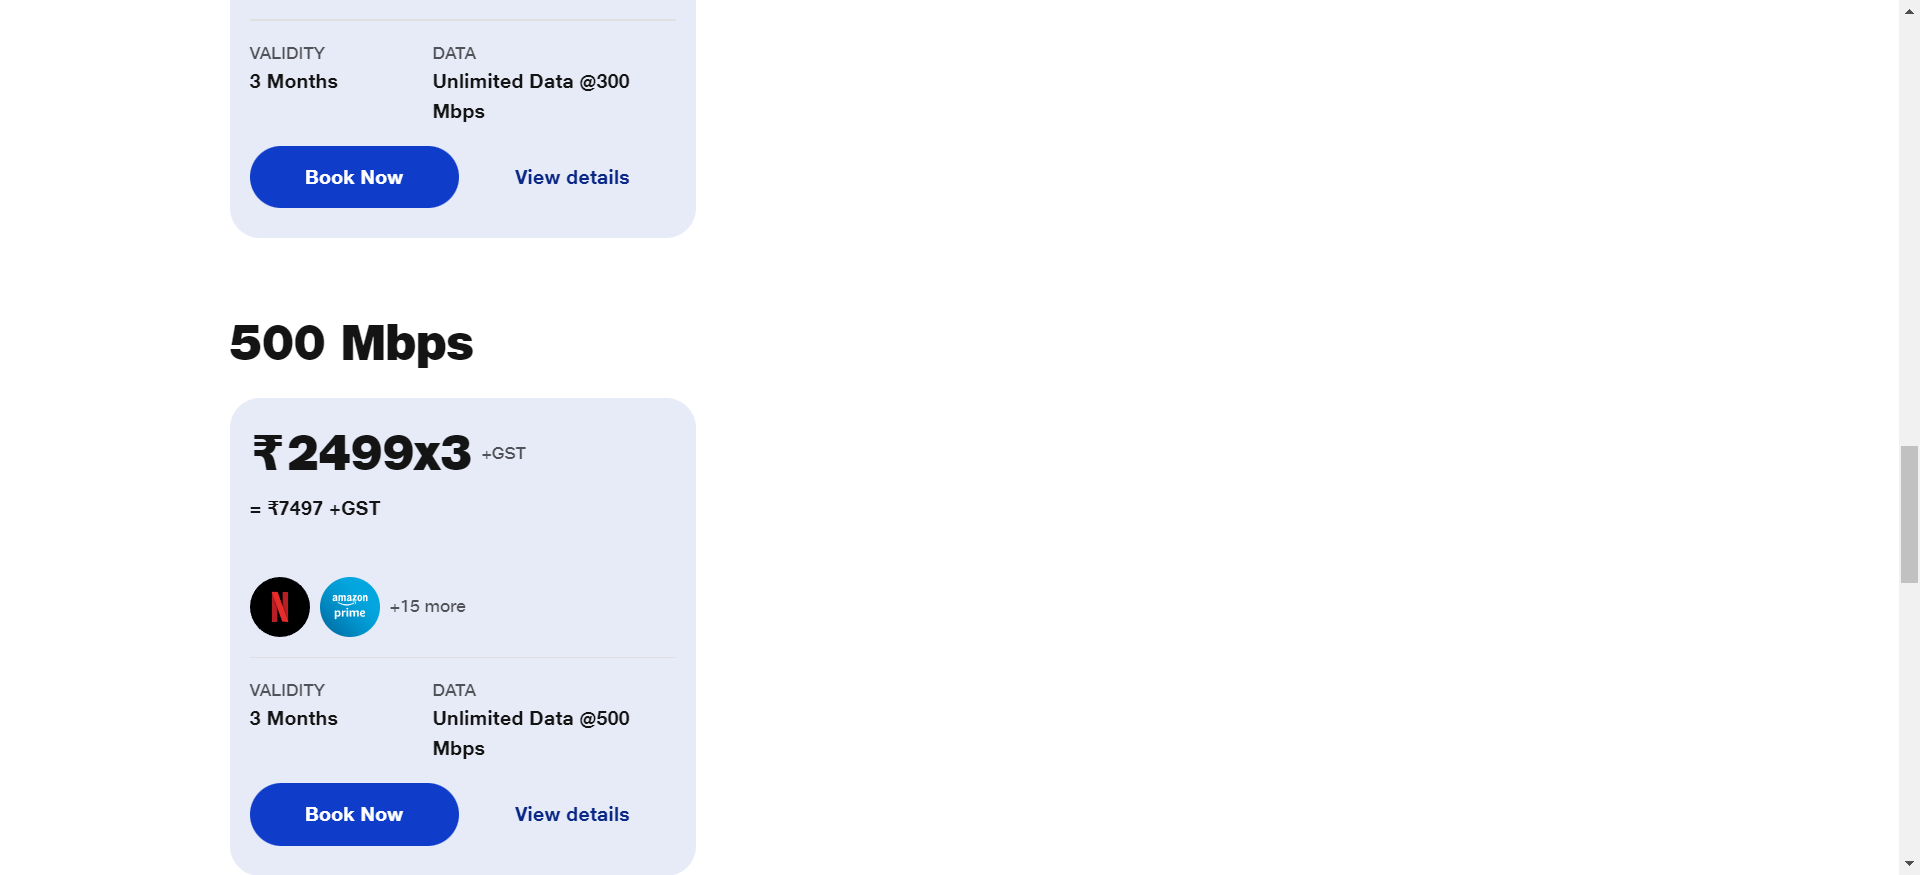 VALIDITY DATA
3 Months Unlimited Data @300
Mbps
Book Now View details
500 Mbps
₹2499x3 +GST
= ₹7497 +GST
N amazon prime +15 more
VALIDITY DATA
3 Months Unlimited Data @500
Mbps
Book Now View details